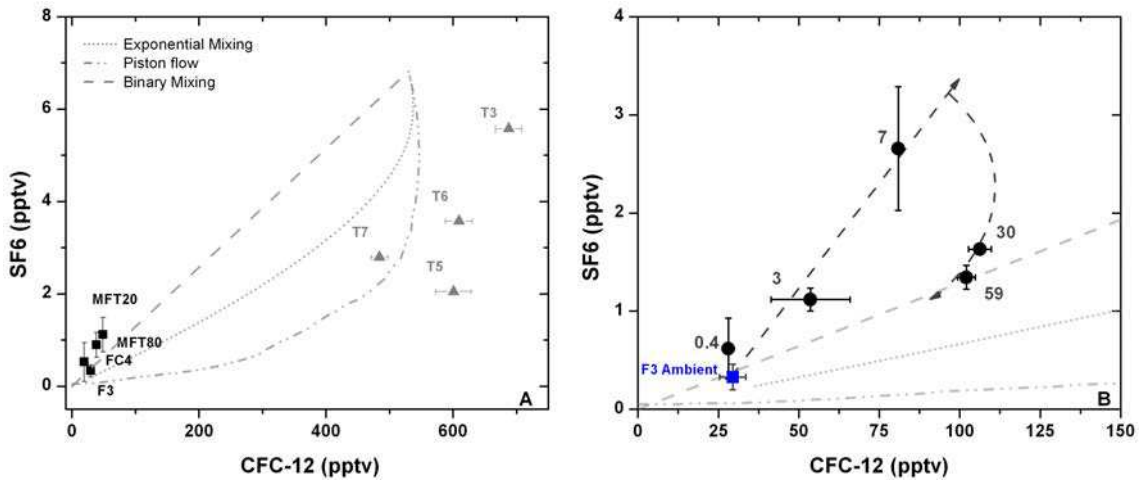 8
6
4
2
0
SF6 (pptv)
Exponential Mixing
Piston flow
Binary Mixing
T3
T6
T7
T5
MFT20
MFT80
FC4
F3
A
0
200
400
600
CFC-12 (pptv)
4
3
2
1
0
SF6 (pptv)
7
30
3
59
0.4
F3 Ambient
B
0
25
50
75
100
125
150
CFC-12 (pptv)